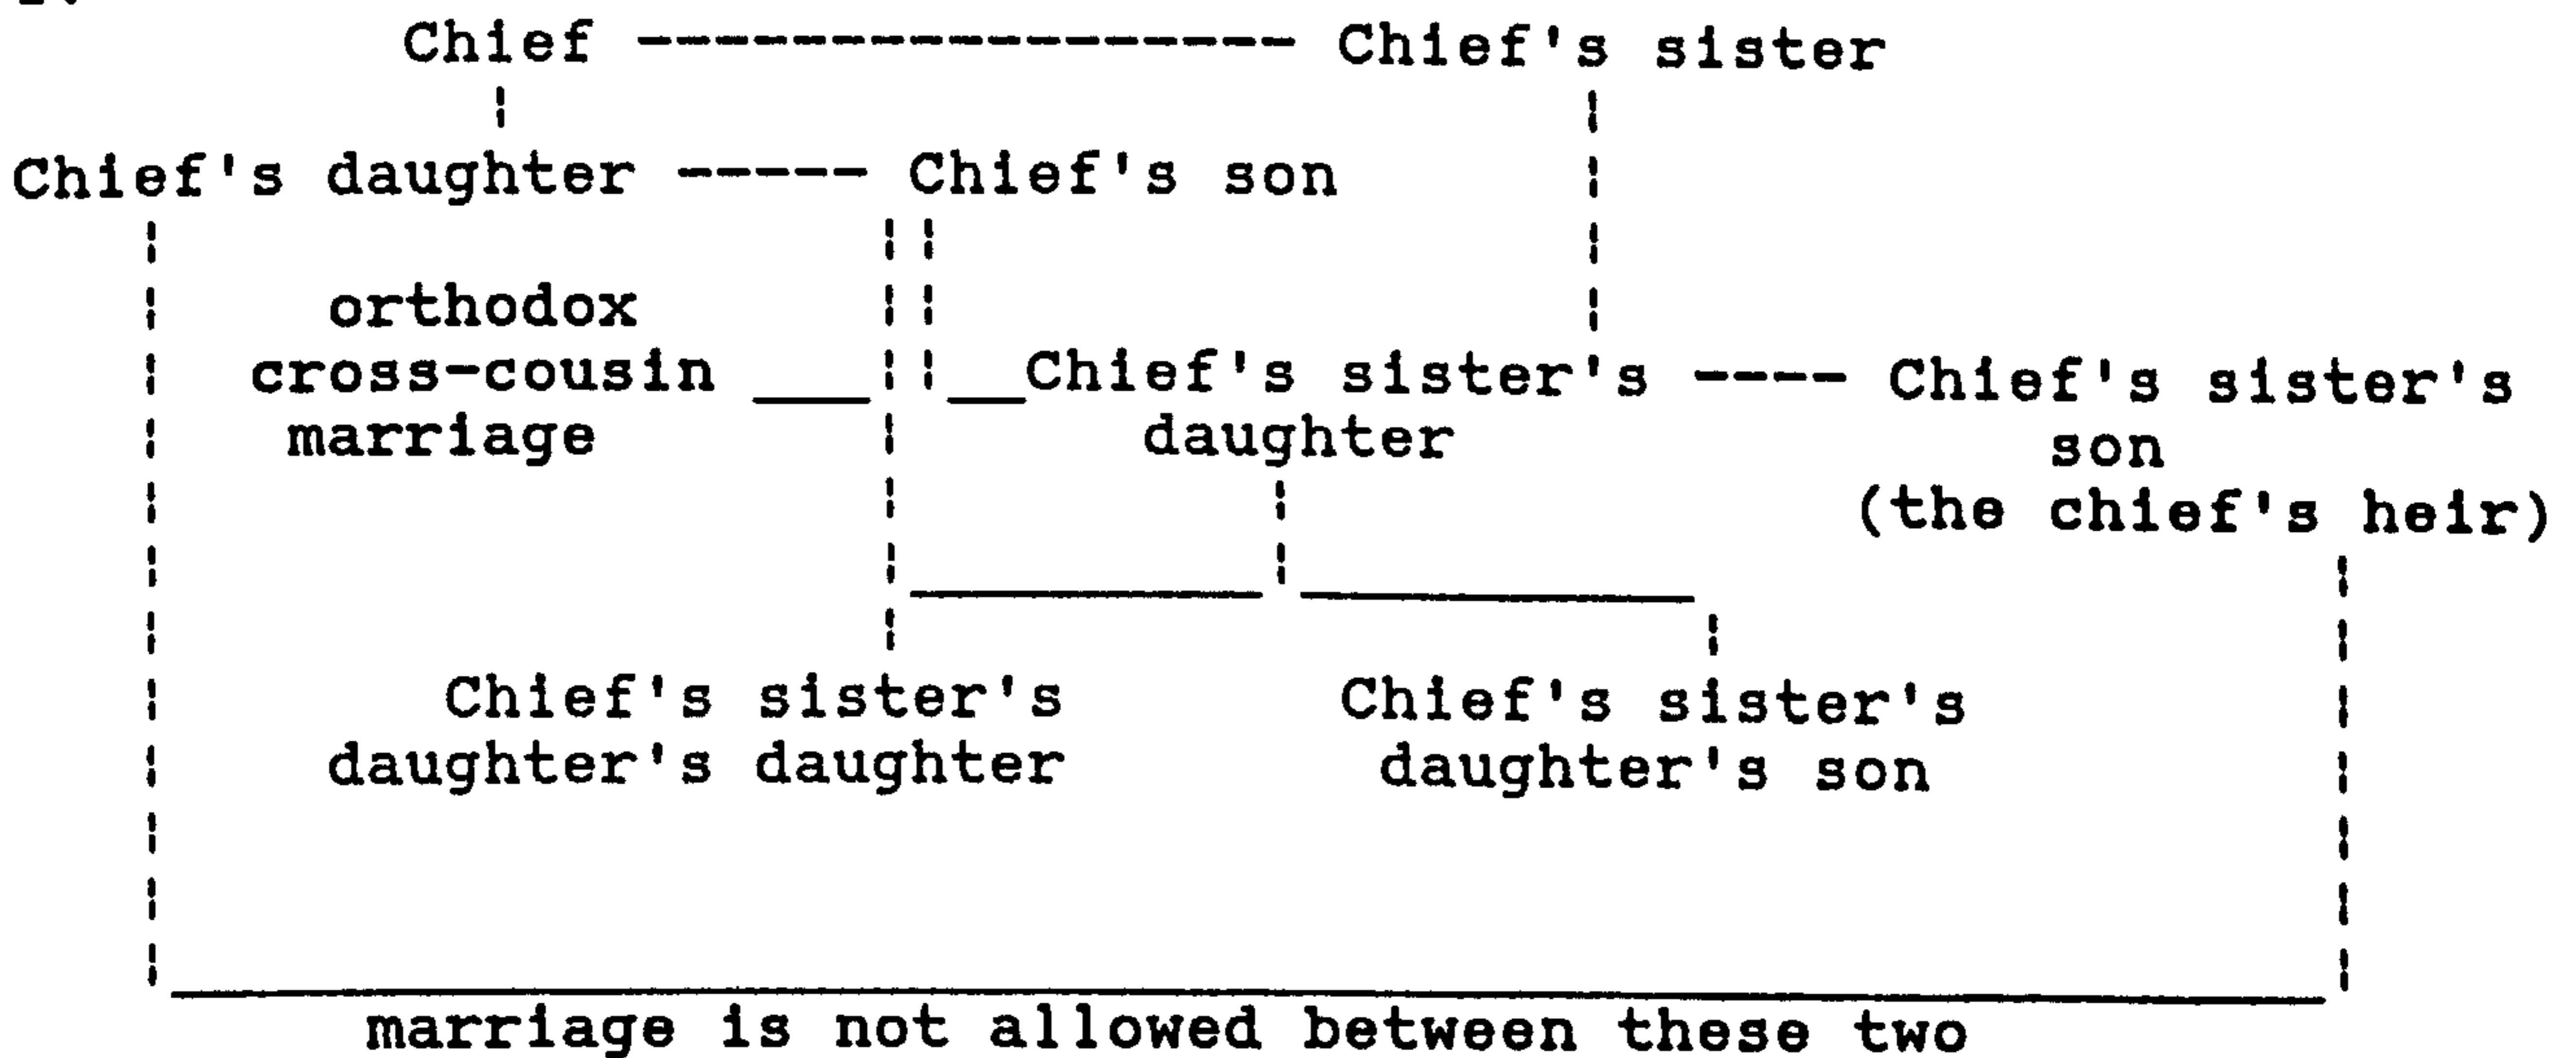 Chief -------------------- Chief's sister
Chief's daughter ----- Chief's son
orthodox
cross-cousin
marriage
Chief's sister's
daughter
Chief's sister's
son
(the chief's heir)
Chief's sister's
daughter's daughter
Chief's sister's
daughter's son
marriage is not allowed between these two